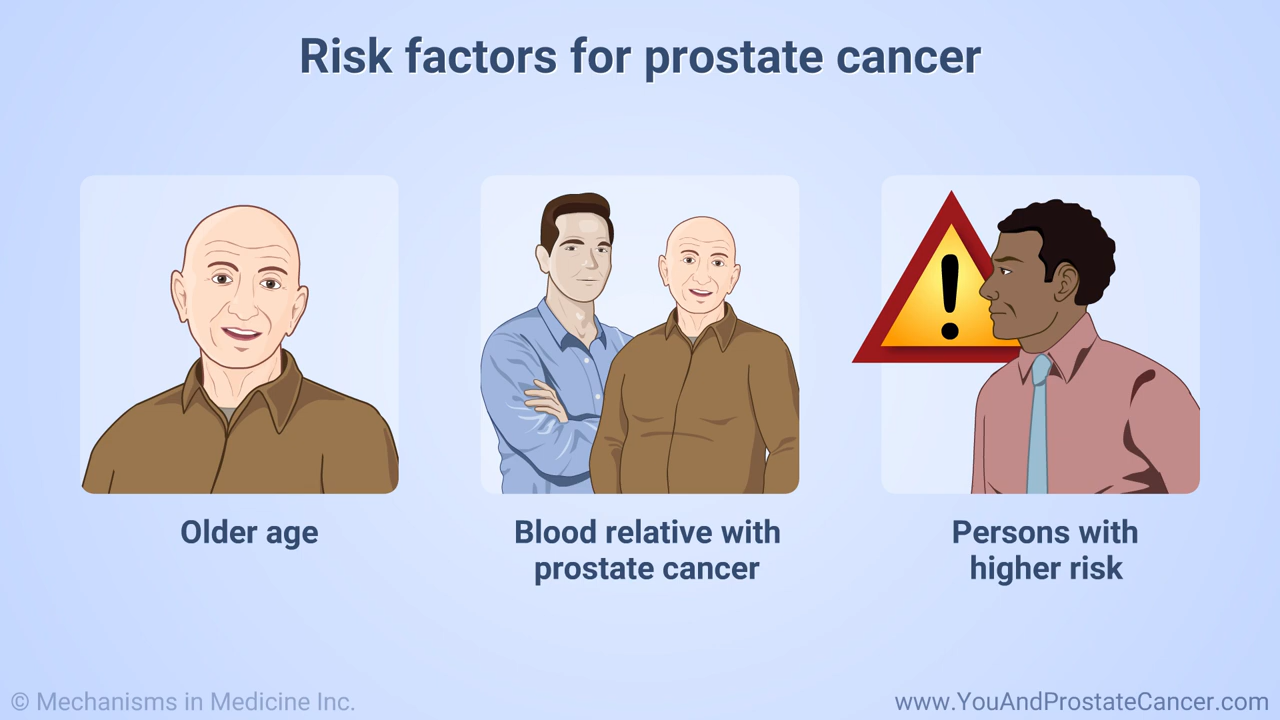 Risk factors for prostate cancer
Older age
Blood relative with
prostate cancer
Persons with
higher risk
© Mechanisms in Medicine Inc.
www.YouAndProstateCancer.com